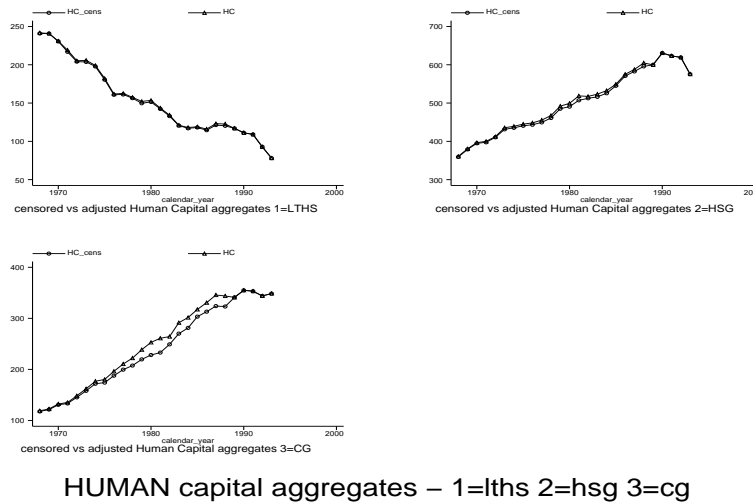 HC_cens HC
250
200
150
100
50
1970 1980 1990 2000
calendar_year
censored vs adjusted Human Capital aggregates 1=LTHS
HC_cens HC
700
600
500
400
300
1970 1980 1990
calendar_year
censored vs adjusted Human Capital aggregates 2=HSG
HC_cens HC
400
300
200
100
1970 1980 1990 2000
calendar_year
censored vs adjusted Human Capital aggregates 3=CG
HUMAN capital aggregates – 1=lths 2=hsg 3=cg